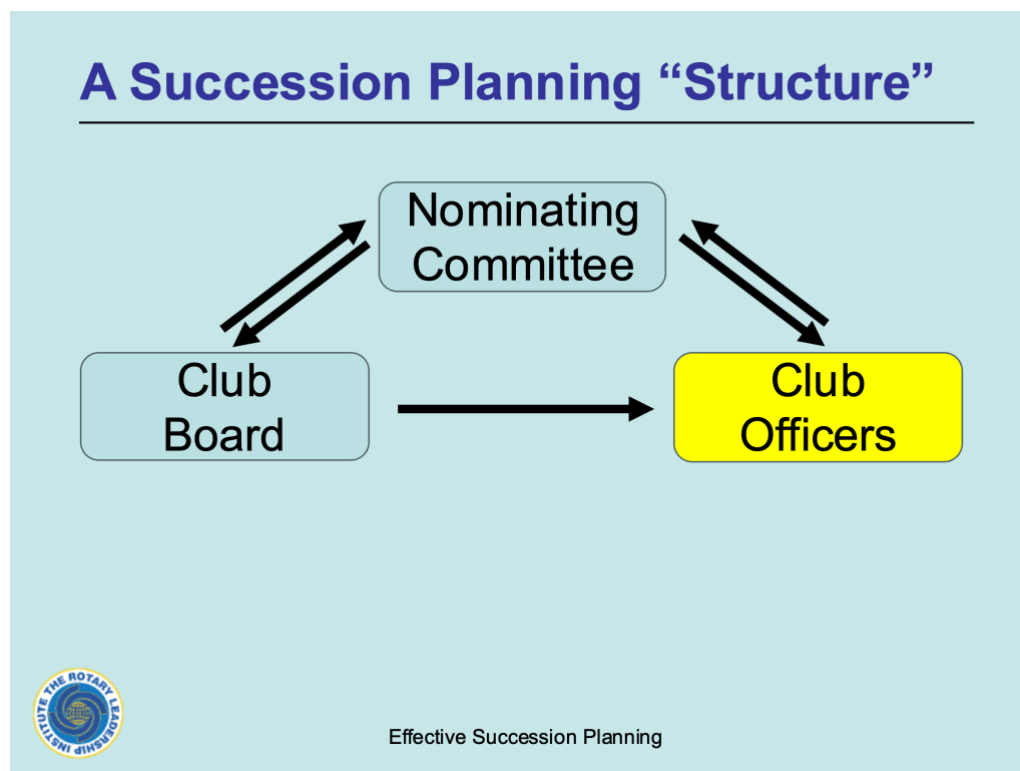 A Succession Planning “Structure”
Nominating
Committee
Club
Board
Club
Officers
THE ROTARY LEADERSHIP INSTITUTE
Effective Succession Planning